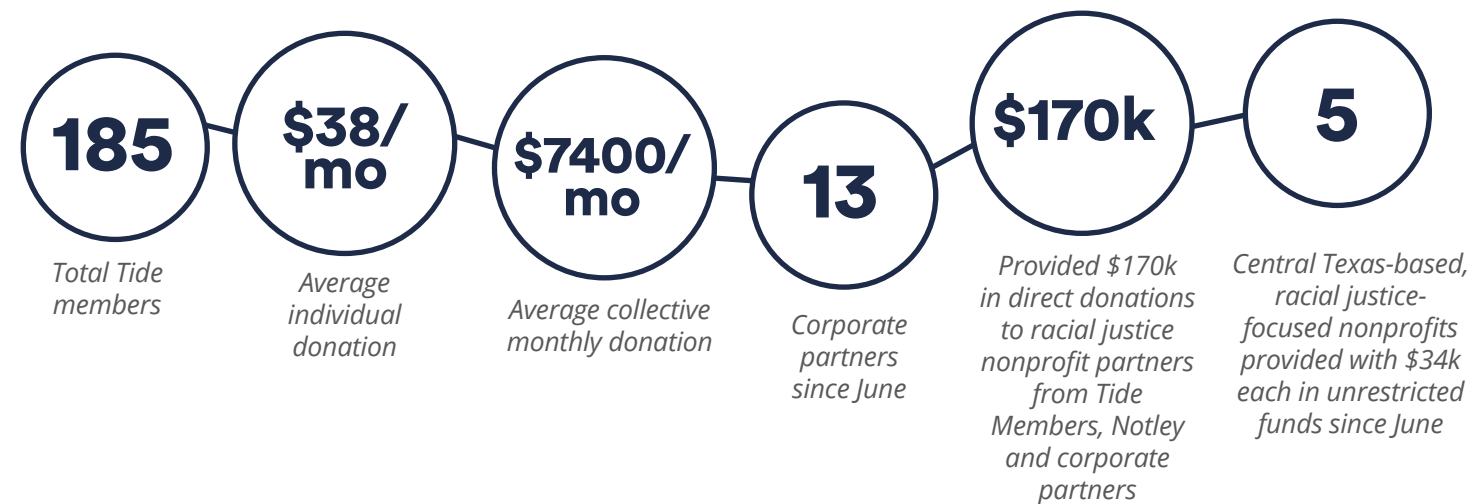 185
Total Tide
members
$38/
mo
Average
individual
donation
$7400/
mo
Average collective
monthly donation
13
Corporate
partners
since June
$170k
Provided $170k
in direct donations
to racial justice
nonprofit partners
from Tide
Members, Notley
and corporate
partners
5
Central Texas-based,
racial justice-
focused nonprofits
provided with $34k
each in unrestricted
funds since June